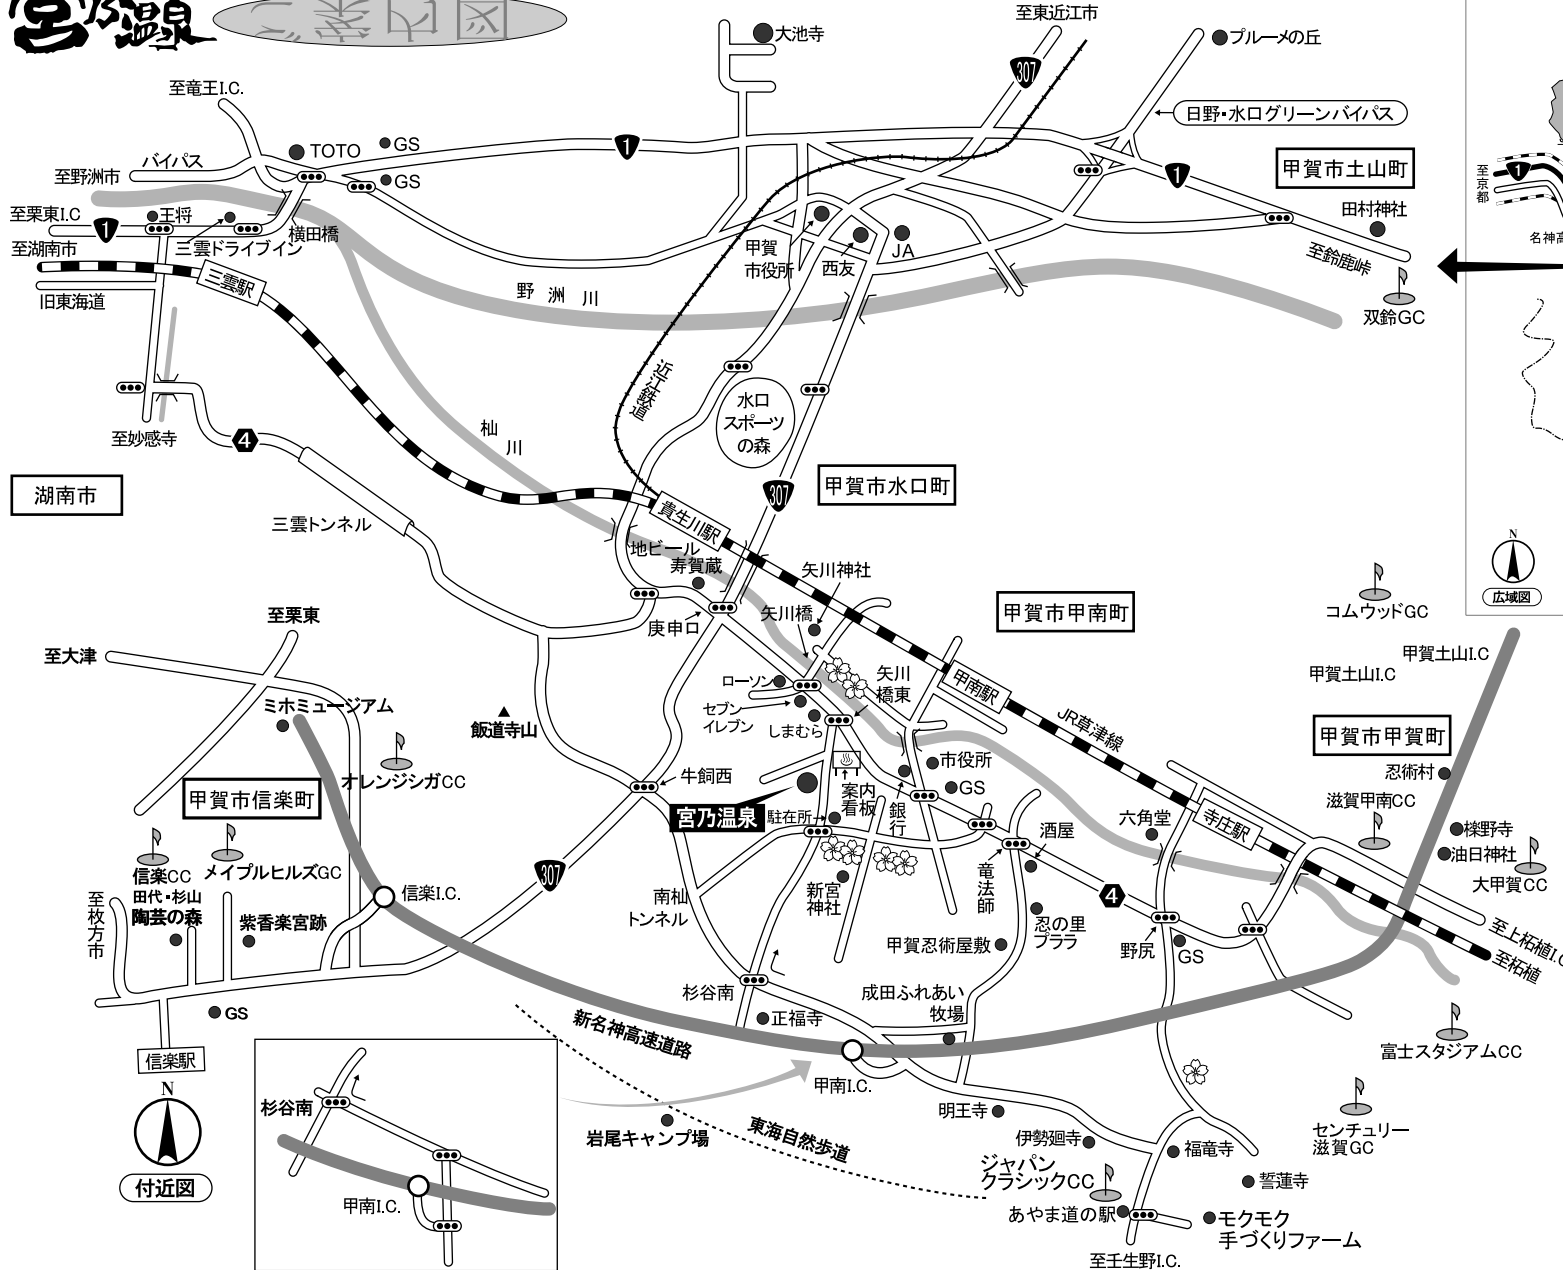 宮乃温泉
ご案内図
至東近江市
大池寺
プルーメの丘
307
至竜王I.C.
日野・水口グリーンバイパス
TOTO
GS
1
バイパス
GS
至野洲市
1
甲賀市土山町
至京都
1
名神高
至栗東I.C
1
王将
三雲ドライブイン
横田橋
田村神社
至湖南市
甲賀
市役所
西友
JA
至鈴鹿峠
三雲駅
野洲川
旧東海道
双鈴GC
近江鉄道
水口
スポーツ
の森
至妙感寺
4
杣川
湖南市
甲賀市水口町
307
三雲トンネル
貴生川駅
地ビール
寿賀蔵
矢川神社
N
広域図
コムウッドGC
甲賀市甲南町
至栗東
庚申口
矢川橋
至大津
甲賀土山I.C
甲賀土山I.C
ローソン
矢川
橋東
甲南駅
ミホミュージアム
セブン
イレブン
しまむら
飯道寺山
JR草津線
甲賀市甲賀町
オレンジシガCC
牛飼西
市役所
忍術村
甲賀市信楽町
案内
看板
銀行
GS
滋賀甲南CC
宮乃温泉
駐在所
酒屋
六角堂
寺庄駅
櫟野寺
油日神社
信楽CC
メイプルヒルズGC
307
竜法師
大甲賀CC
田代・杉山
陶芸の森
信楽I.C.
南杣
トンネル
新宮
神社
4
至枚方市
紫香楽宮跡
忍の里
プララ
甲賀忍術屋敷
野尻
GS
至上柘植I.C
至柘植
杉谷南
成田ふれあい
牧場
GS
正福寺
新名神高速道路
信楽駅
富士スタジアムCC
甲南I.C.
N
付近図
杉谷南
明王寺
岩尾キャンプ場
東海自然歩道
伊勢廻寺
センチュリー
滋賀GC
福竜寺
ジャパン
クラシックCC
誓蓮寺
甲南I.C.
あやま道の駅
モクモク
手づくりファーム
至壬生野I.C.